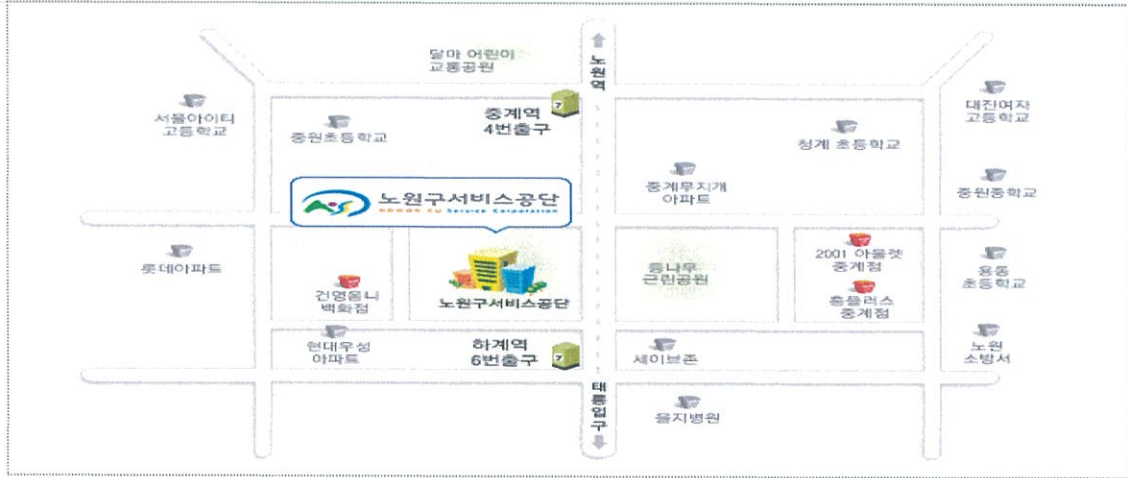 달마 어린이
교통공원
노원역
서울아이티
고등학교
중원초등학교
중계역
4번출구
7
청계 초등학교
대진여자
고등학교
중계무지개
아파트
중원중학교
노원구서비스공단
NOWON GU Service Corporation
롯데아파트
건영옴니
백화점
노원구서비스공단
등나무
근린공원
2001 아울렛
중계점
홈플러스
중계점
용동
초등학교
현대우성
아파트
하계역
6번출구
7
세이브존
노원
소방서
태릉입구
을지병원